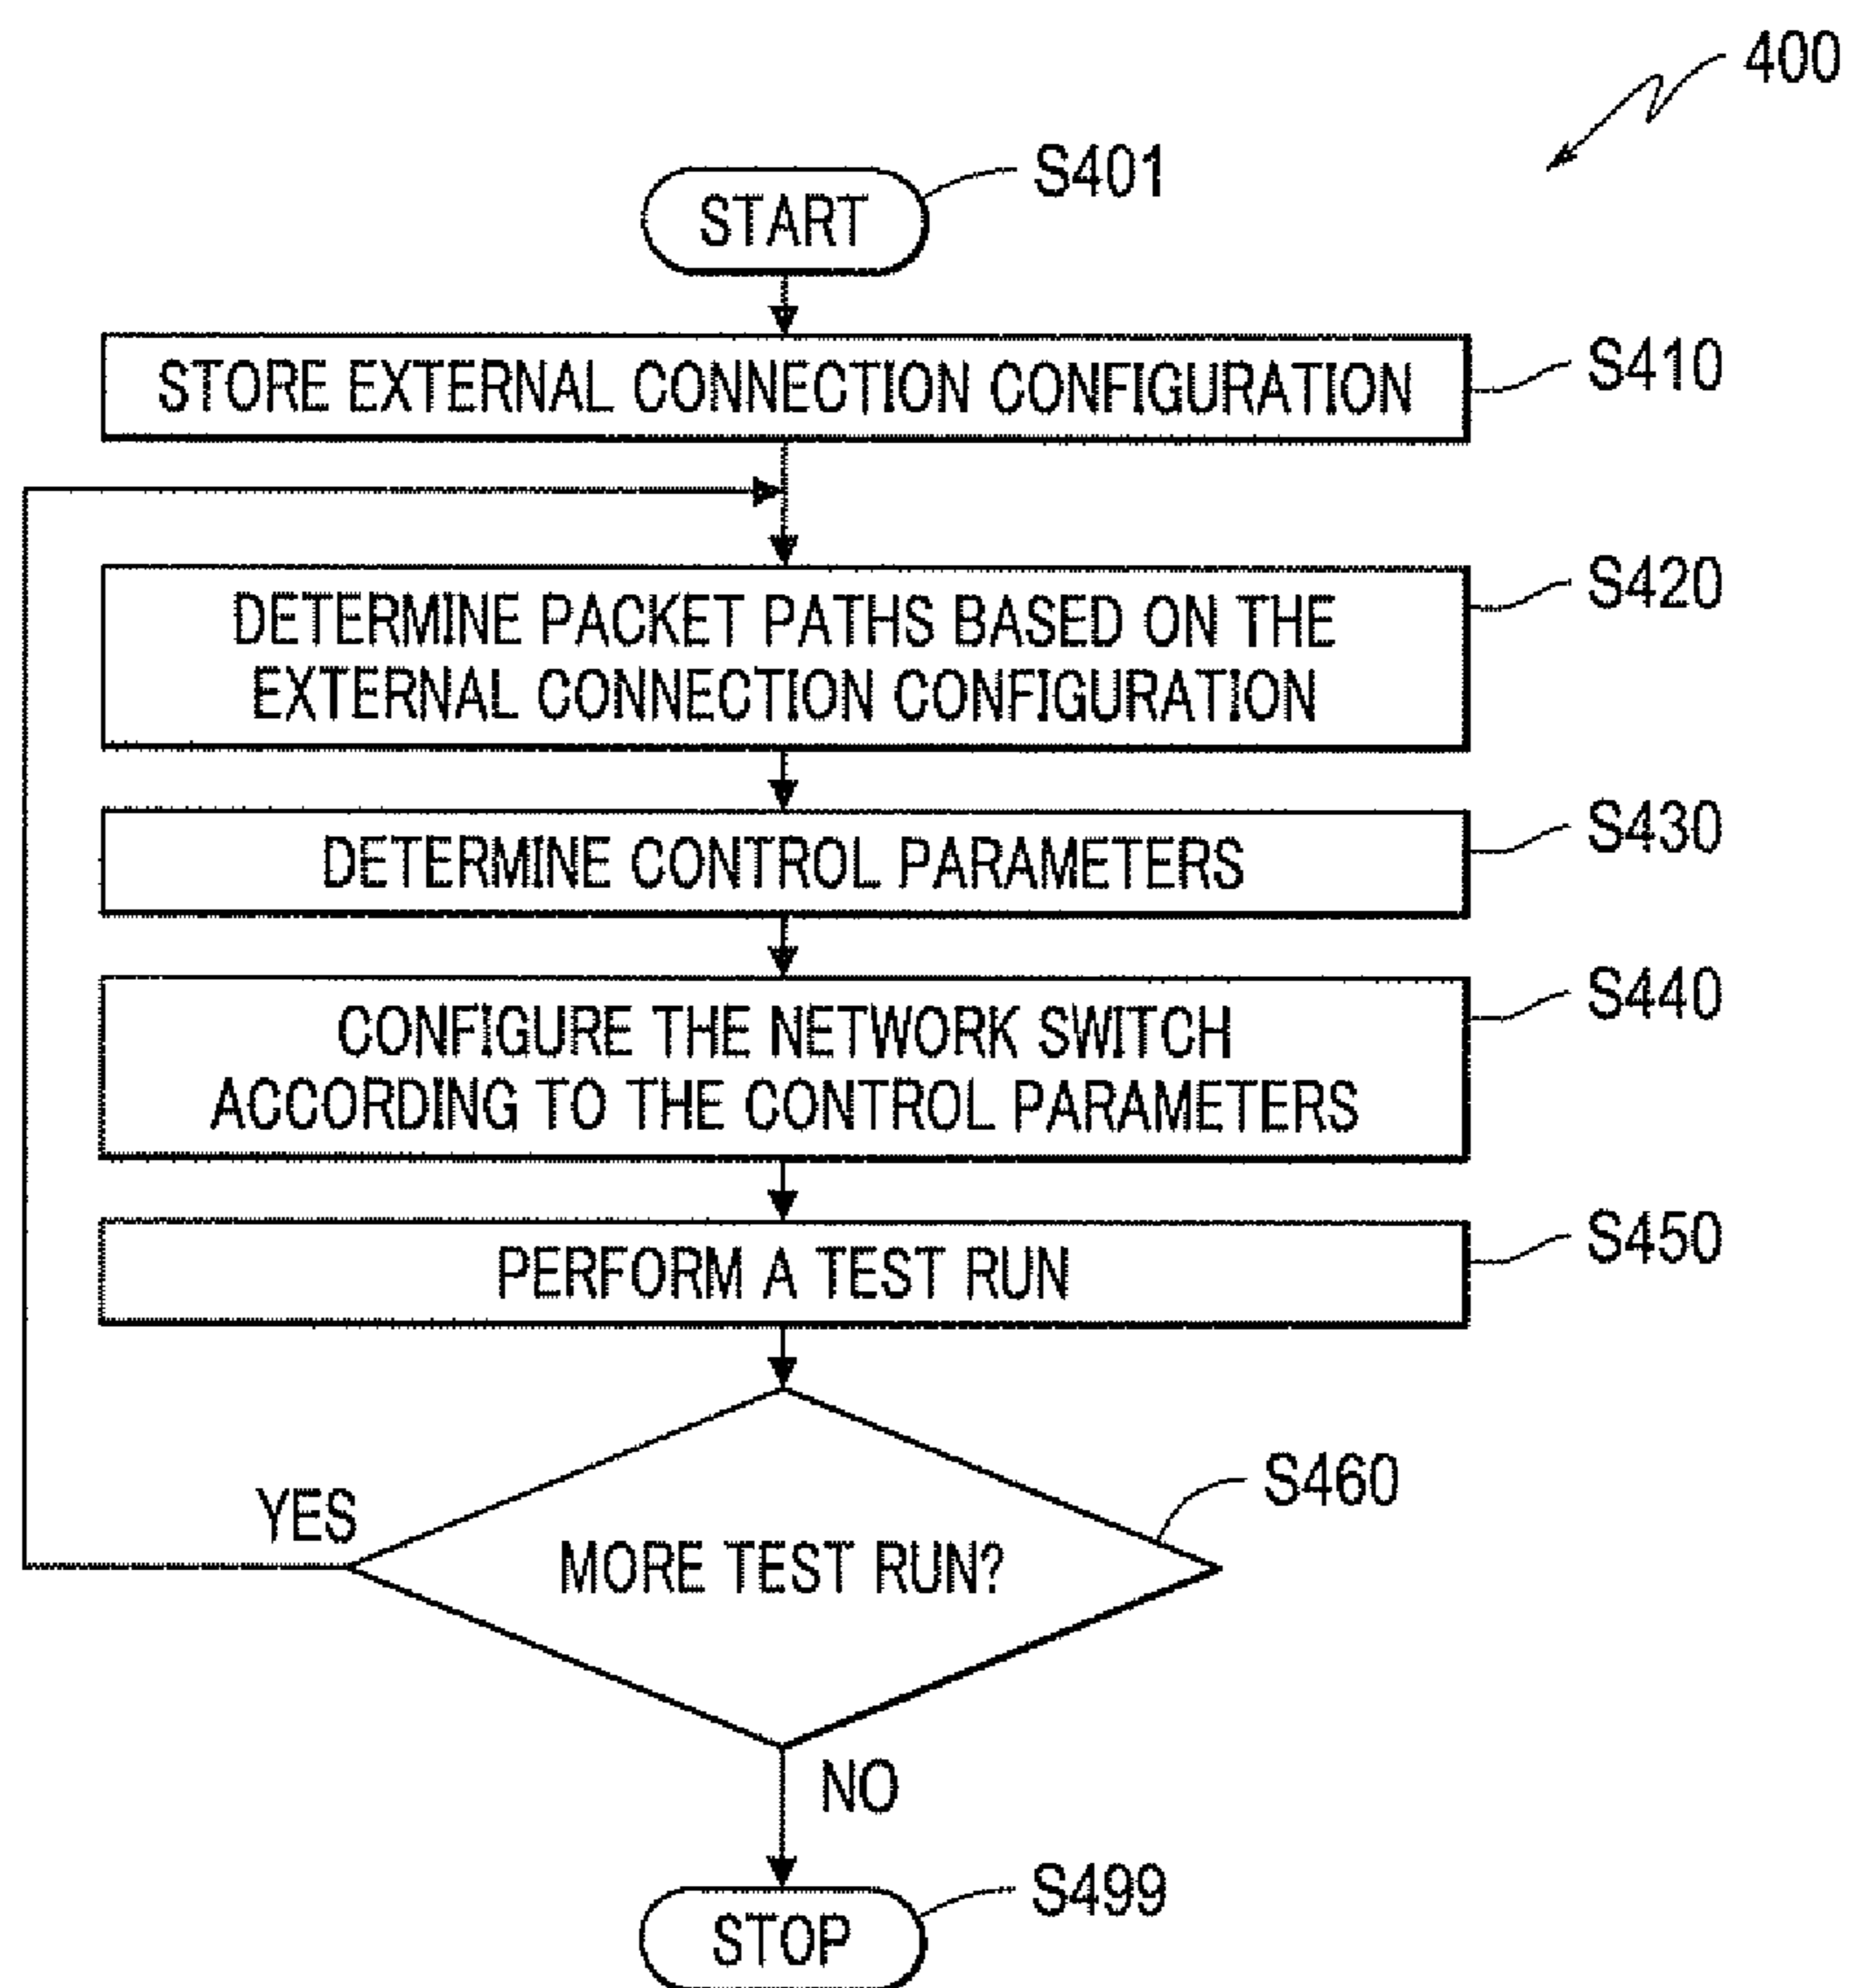 400
START
S401
STORE EXTERNAL CONNECTION CONFIGURATION
S410
DETERMINE PACKET PATHS BASED ON THE
EXTERNAL CONNECTION CONFIGURATION
S420
DETERMINE CONTROL PARAMETERS
S430
CONFIGURE THE NETWORK SWITCH
ACCORDING TO THE CONTROL PARAMETERS
S440
PERFORM A TEST RUN
S450
MORE TEST RUN?
S460
YES
NO
STOP
S499